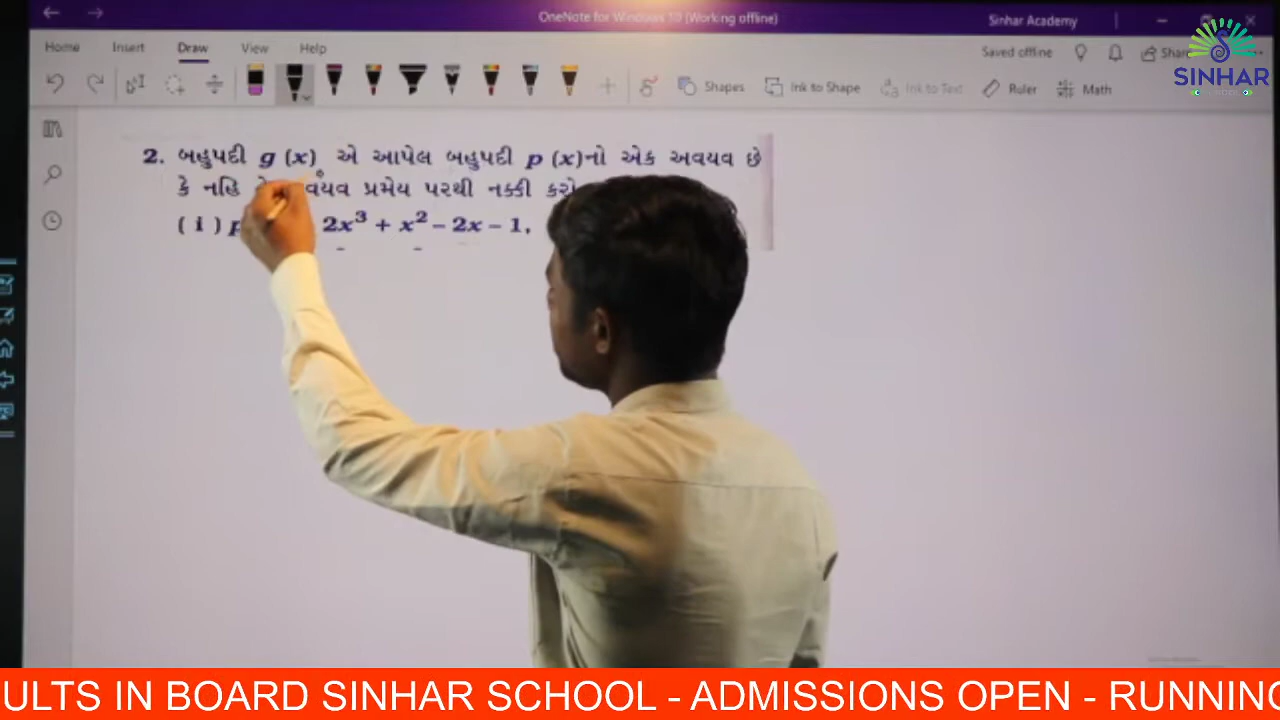 OneNote for Windows 10 (Working offline)
Sinhar Academy
Home Insert Draw View Help
Saved offline
Share
SINHAR
Shapes Ink to Shape Ink to Text Ruler Math
2. બહુપદી g (x) એ આપેલ બહુપદી p (x)નો એક અવયવ છે
કે નહિ અવયવ પ્રમેય પરથી નક્કી કરો
( i ) p 2x³ + x² – 2x – 1,
ULTS IN BOARD SINHAR SCHOOL - ADMISSIONS OPEN - RUNNING